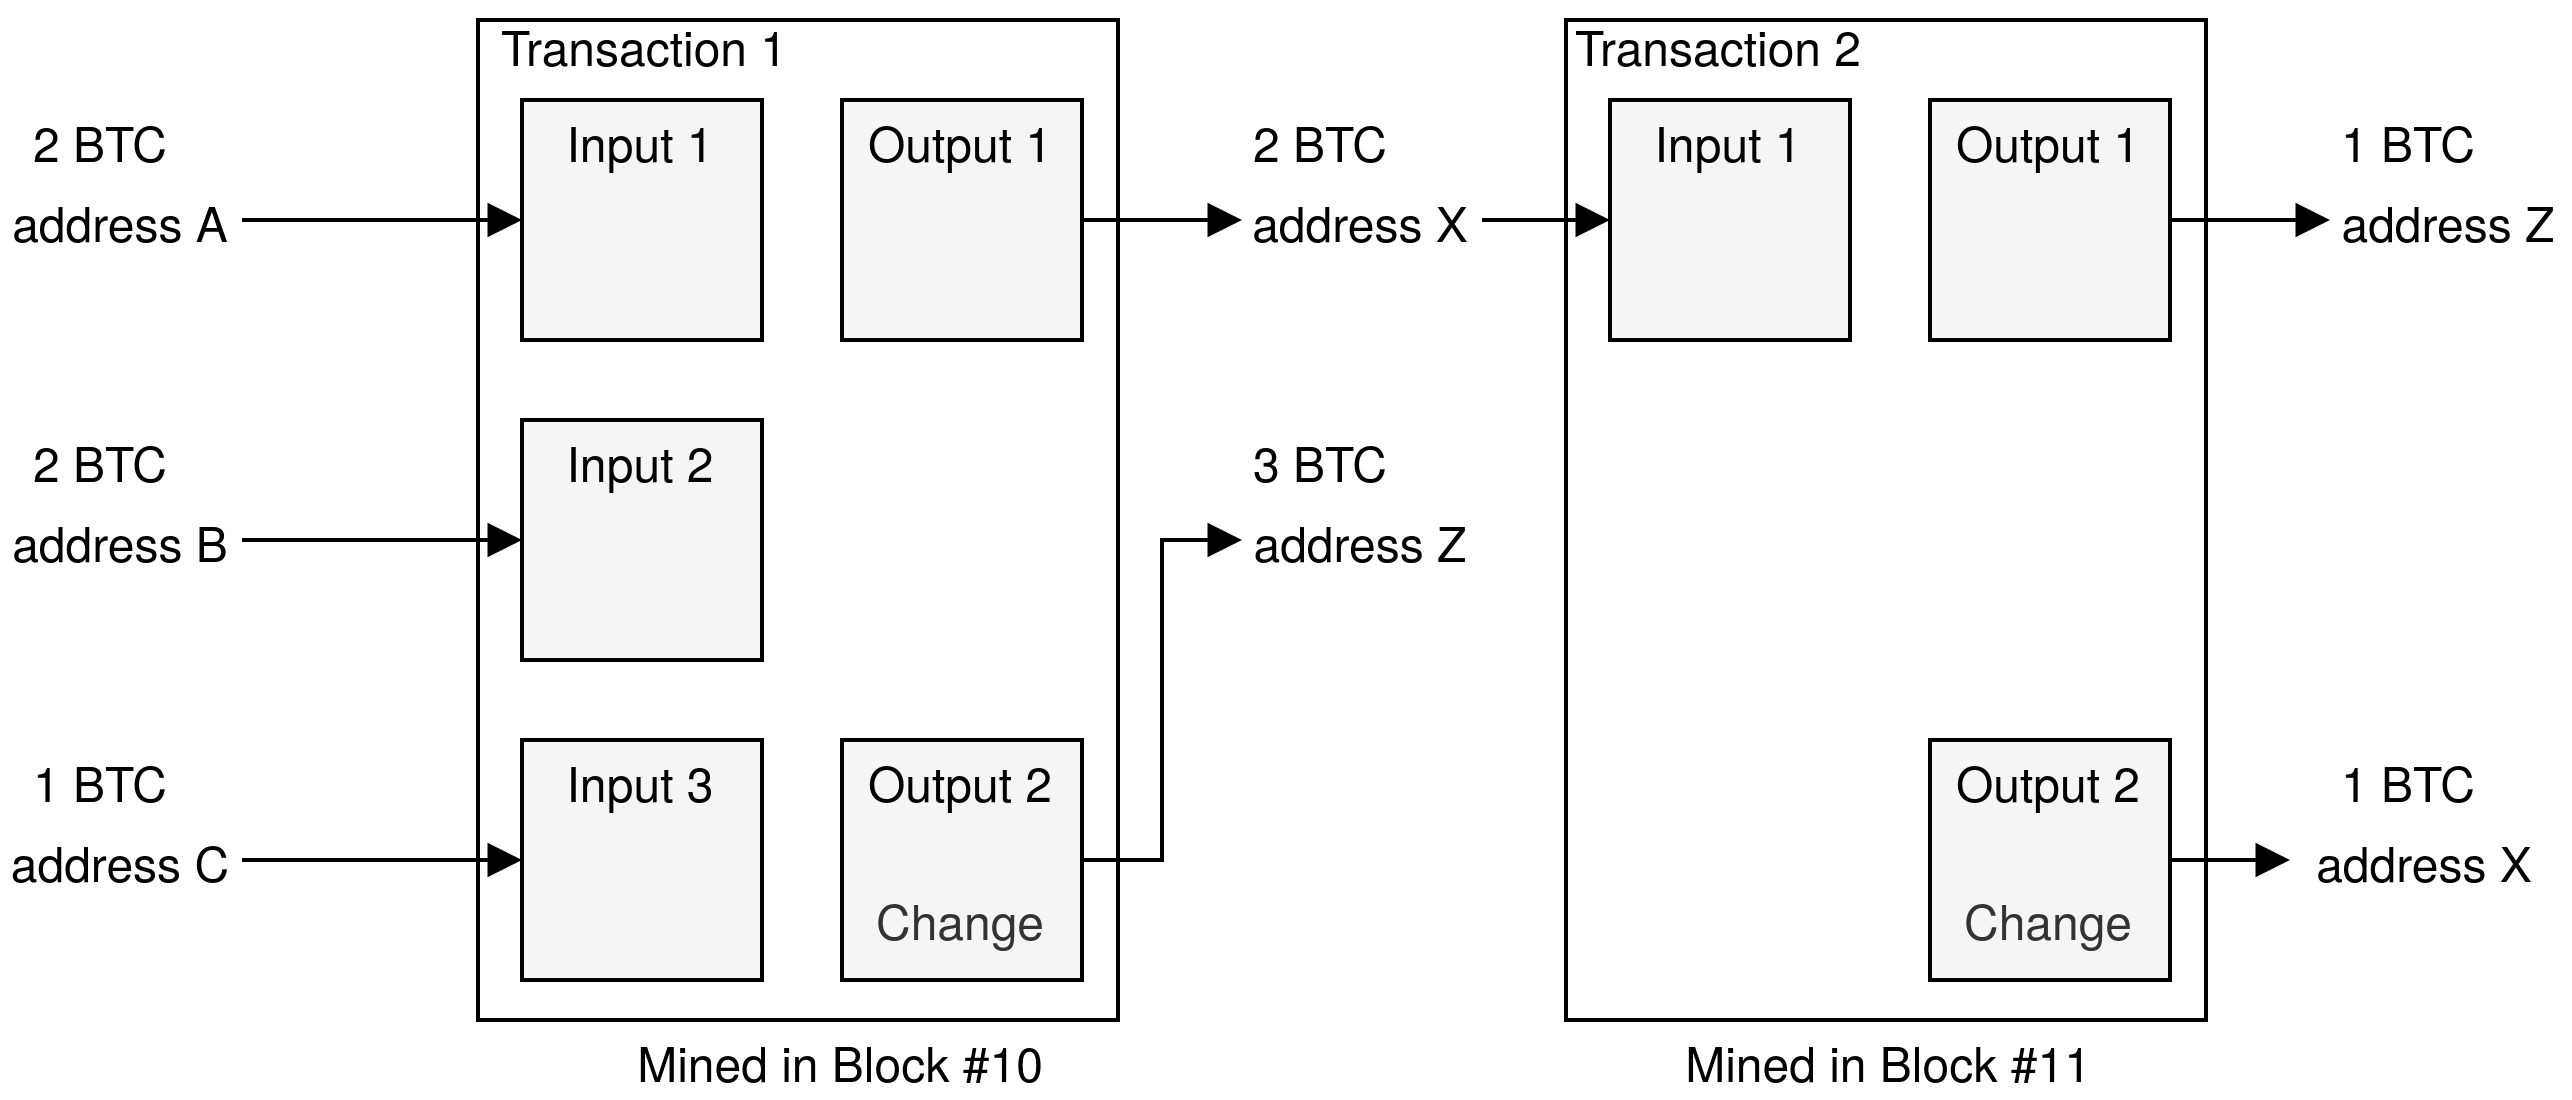 Transaction 1
2 BTC
address A
Input 1
Output 1
2 BTC
address X
2 BTC
address B
Input 2
3 BTC
address Z
1 BTC
address C
Input 3
Output 2
Change
Mined in Block #10
Transaction 2
Input 1
Output 1
1 BTC
address Z
Output 2
Change
1 BTC
address X
Mined in Block #11